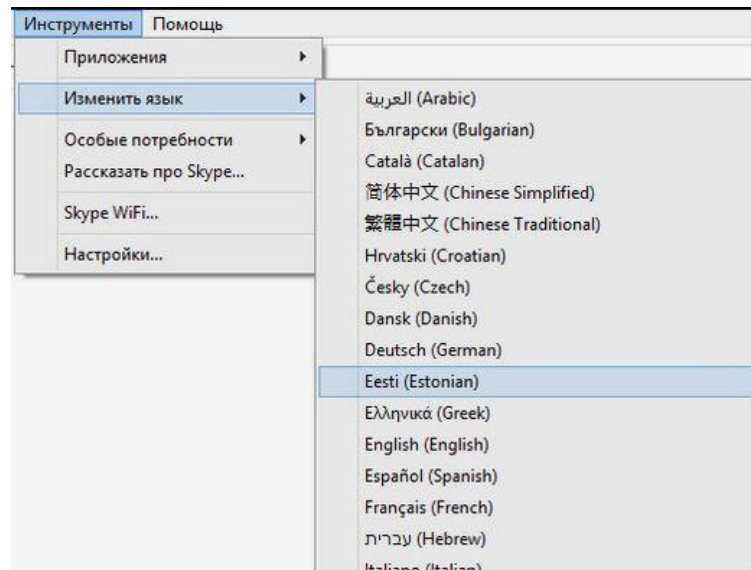 Инструменты Помощь
Приложения
Изменить язык
Особые потребности
Рассказать про Skype...
Skype WiFi...
Настройки...
العربية (Arabic)
Български (Bulgarian)
Català (Catalan)
简体中文 (Chinese Simplified)
繁體中文 (Chinese Traditional)
Hrvatski (Croatian)
Česky (Czech)
Dansk (Danish)
Deutsch (German)
Eesti (Estonian)
Ελληνικά (Greek)
English (English)
Español (Spanish)
Français (French)
עברית (Hebrew)
Italiano (Italian)